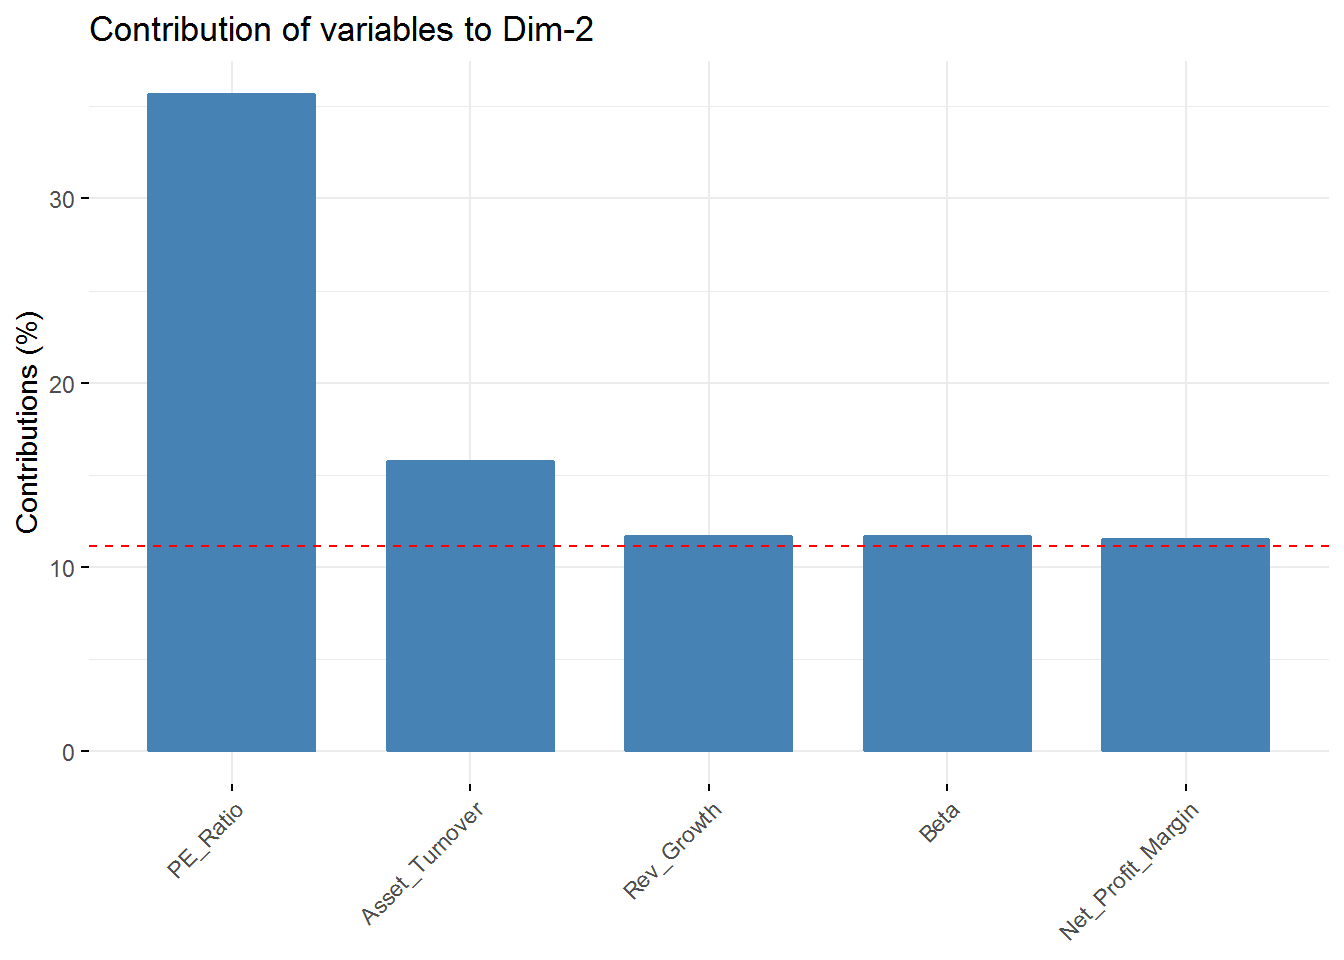 Contribution of variables to Dim-2
Contributions (%)
30
20
10
0
PE_Ratio
Asset_Turnover
Rev_Growth
Beta
Net_Profit_Margin